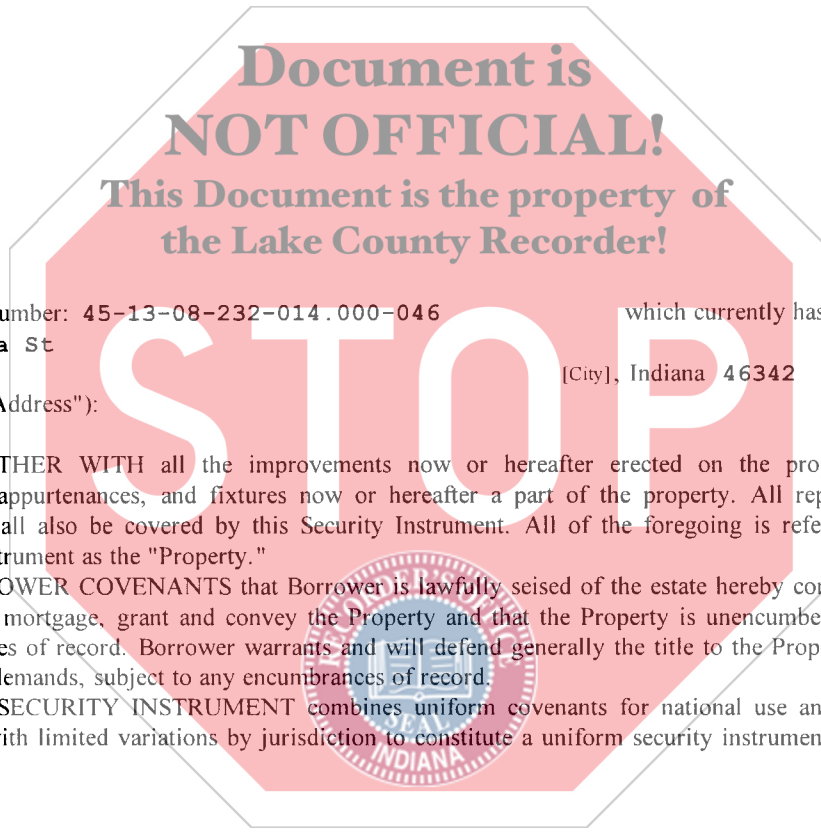 Document is
NOT OFFICIAL!
This Document is the property of
the Lake County Recorder!
umber: 45-13-08-232-014.000-046 which currently has
a St
[City], Indiana 46342
Address"):
STOP
THER WITH all the improvements now or hereafter erected on the pro
appurtenances, and fixtures now or hereafter a part of the property. All rep
all also be covered by this Security Instrument. All of the foregoing is refe
trument as the "Property."
OWER COVENANTS that Borrower is lawfully seised of the estate hereby con
mortgage, grant and convey the Property and that the Property is unencumbe
es of record. Borrower warrants and will defend generally the title to the Prop
demands, subject to any encumbrances of record.
SECURITY INSTRUMENT combines uniform covenants for national use an
ith limited variations by jurisdiction to constitute a uniform security instrumen
RECORDER'S OFFICE
SEAL
INDIANA